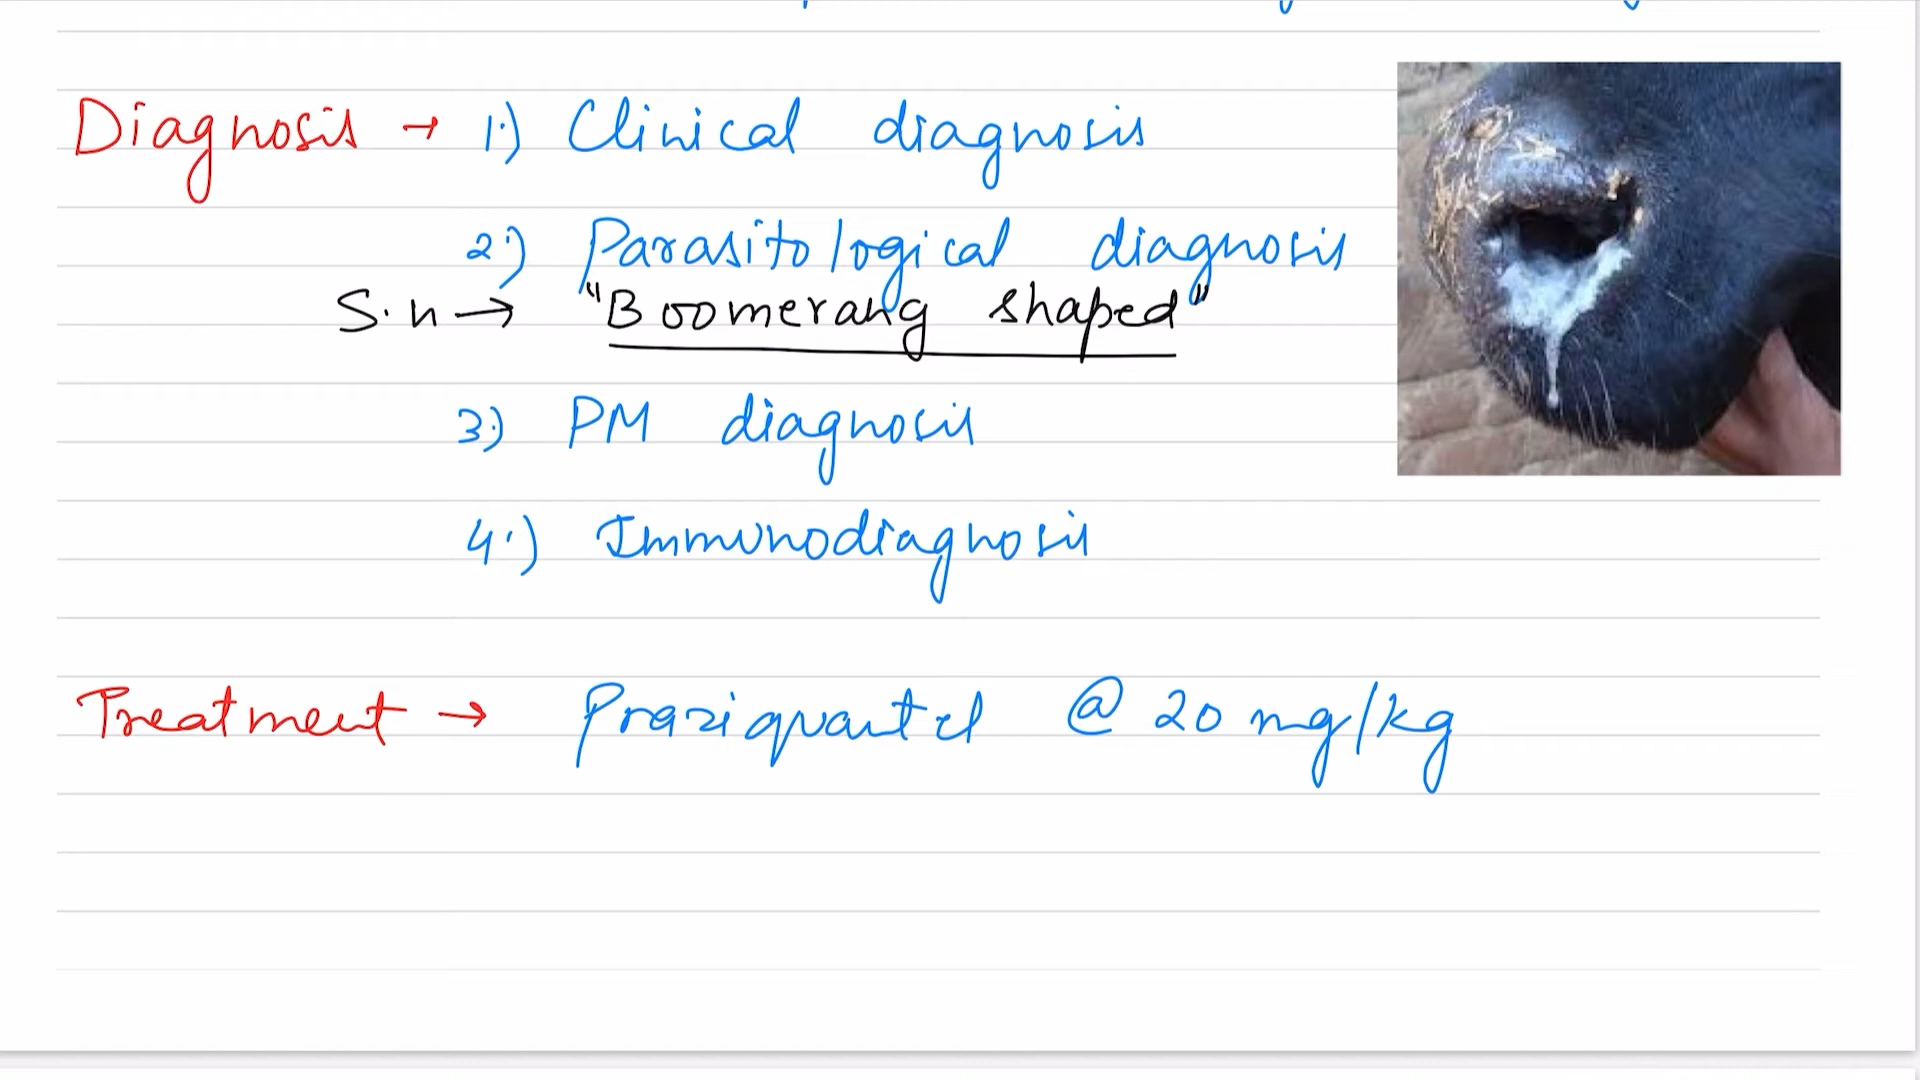 Diagnosis → 1.) Clinical diagnosis
2.) Parasitological diagnosis
S.n → "Boomerang shaped"
3.) PM diagnosis
4.) Immunodiagnosis
Treatment → Praziquantel @ 20 mg/kg